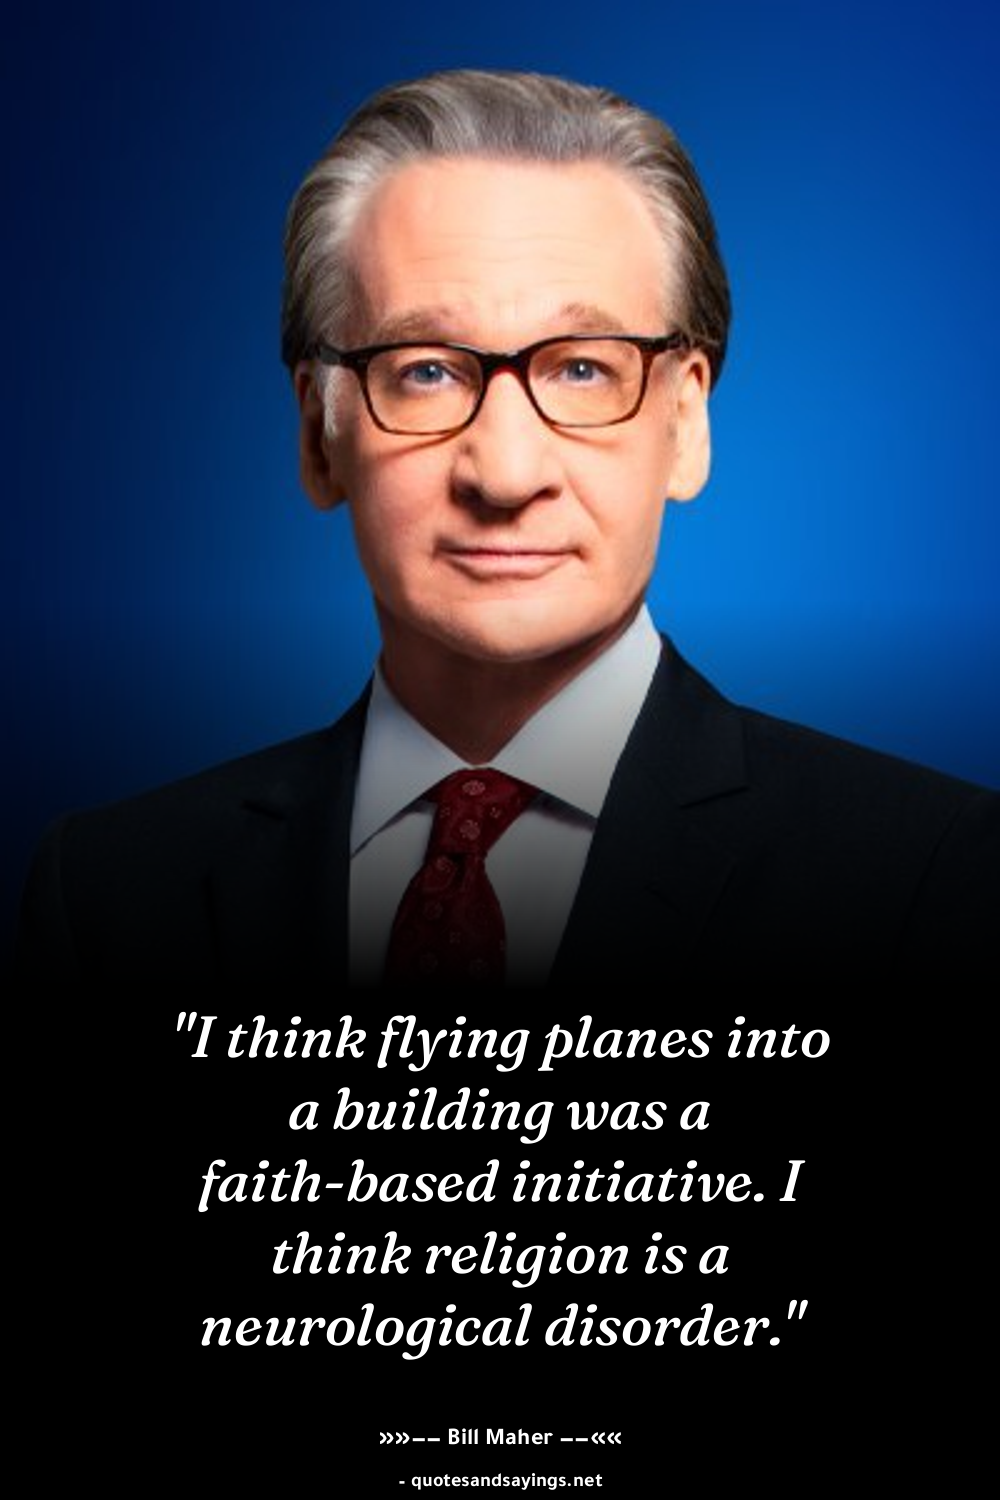 "I think flying planes into
a building was a
faith-based initiative. I
think religion is a
neurological disorder."
»»−− Bill Maher −−««
- quotesandsayings.net